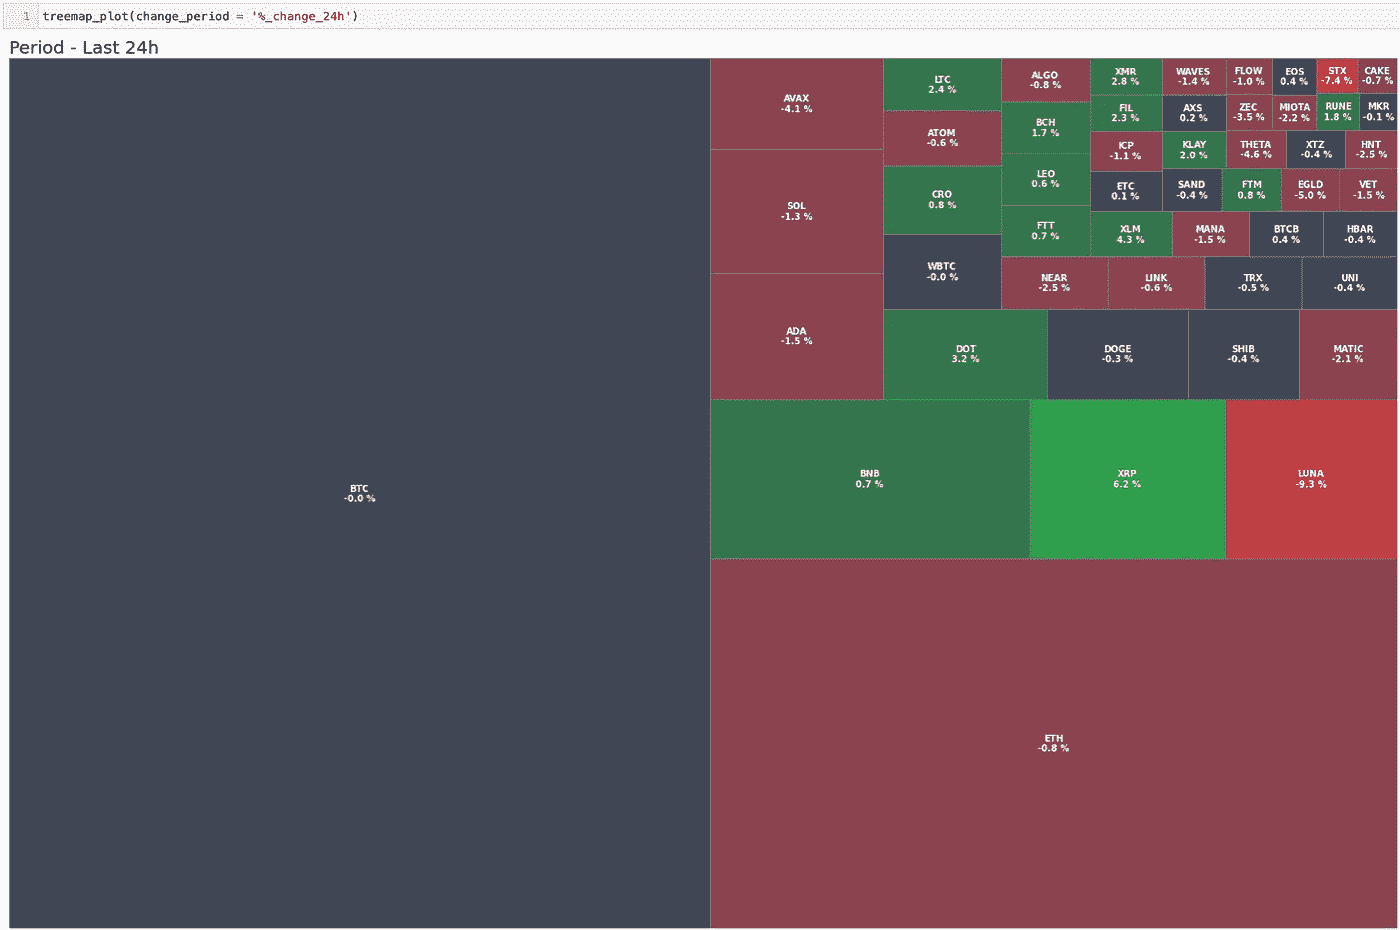 1 treemap_plot(change_period = '%_change_24h')
Period - Last 24h
BTC
-0.0 %
AVAX
-4.1 %
SOL
-1.3 %
ADA
-1.5 %
LTC
2.4 %
ATOM
-0.6 %
CRO
0.8 %
WBTC
-0.0 %
ALGO
-0.8 %
BCH
1.7 %
LEO
0.6 %
FTT
0.7 %
XMR
2.8 %
FIL
2.3 %
ICP
-1.1 %
ETC
0.1 %
WAVES
-1.4 %
AXS
0.2 %
KLAY
2.0 %
SAND
-0.4 %
FLOW
-1.0 %
EOS
0.4 %
STX
-7.4 %
CAKE
-0.7 %
ZEC
-3.5 %
MIOTA
-2.2 %
RUNE
1.8 %
MKR
-0.1 %
THETA
-4.6 %
XTZ
-0.4 %
HNT
-2.5 %
FTM
0.8 %
EGLD
-5.0 %
VET
-1.5 %
XLM
4.3 %
MANA
-1.5 %
BTCB
0.4 %
HBAR
-0.4 %
NEAR
-2.5 %
LINK
-0.6 %
TRX
-0.5 %
UNI
-0.4 %
DOT
3.2 %
DOGE
-0.3 %
SHIB
-0.4 %
MATIC
-2.1 %
BNB
0.7 %
XRP
6.2 %
LUNA
-9.3 %
ETH
-0.8 %